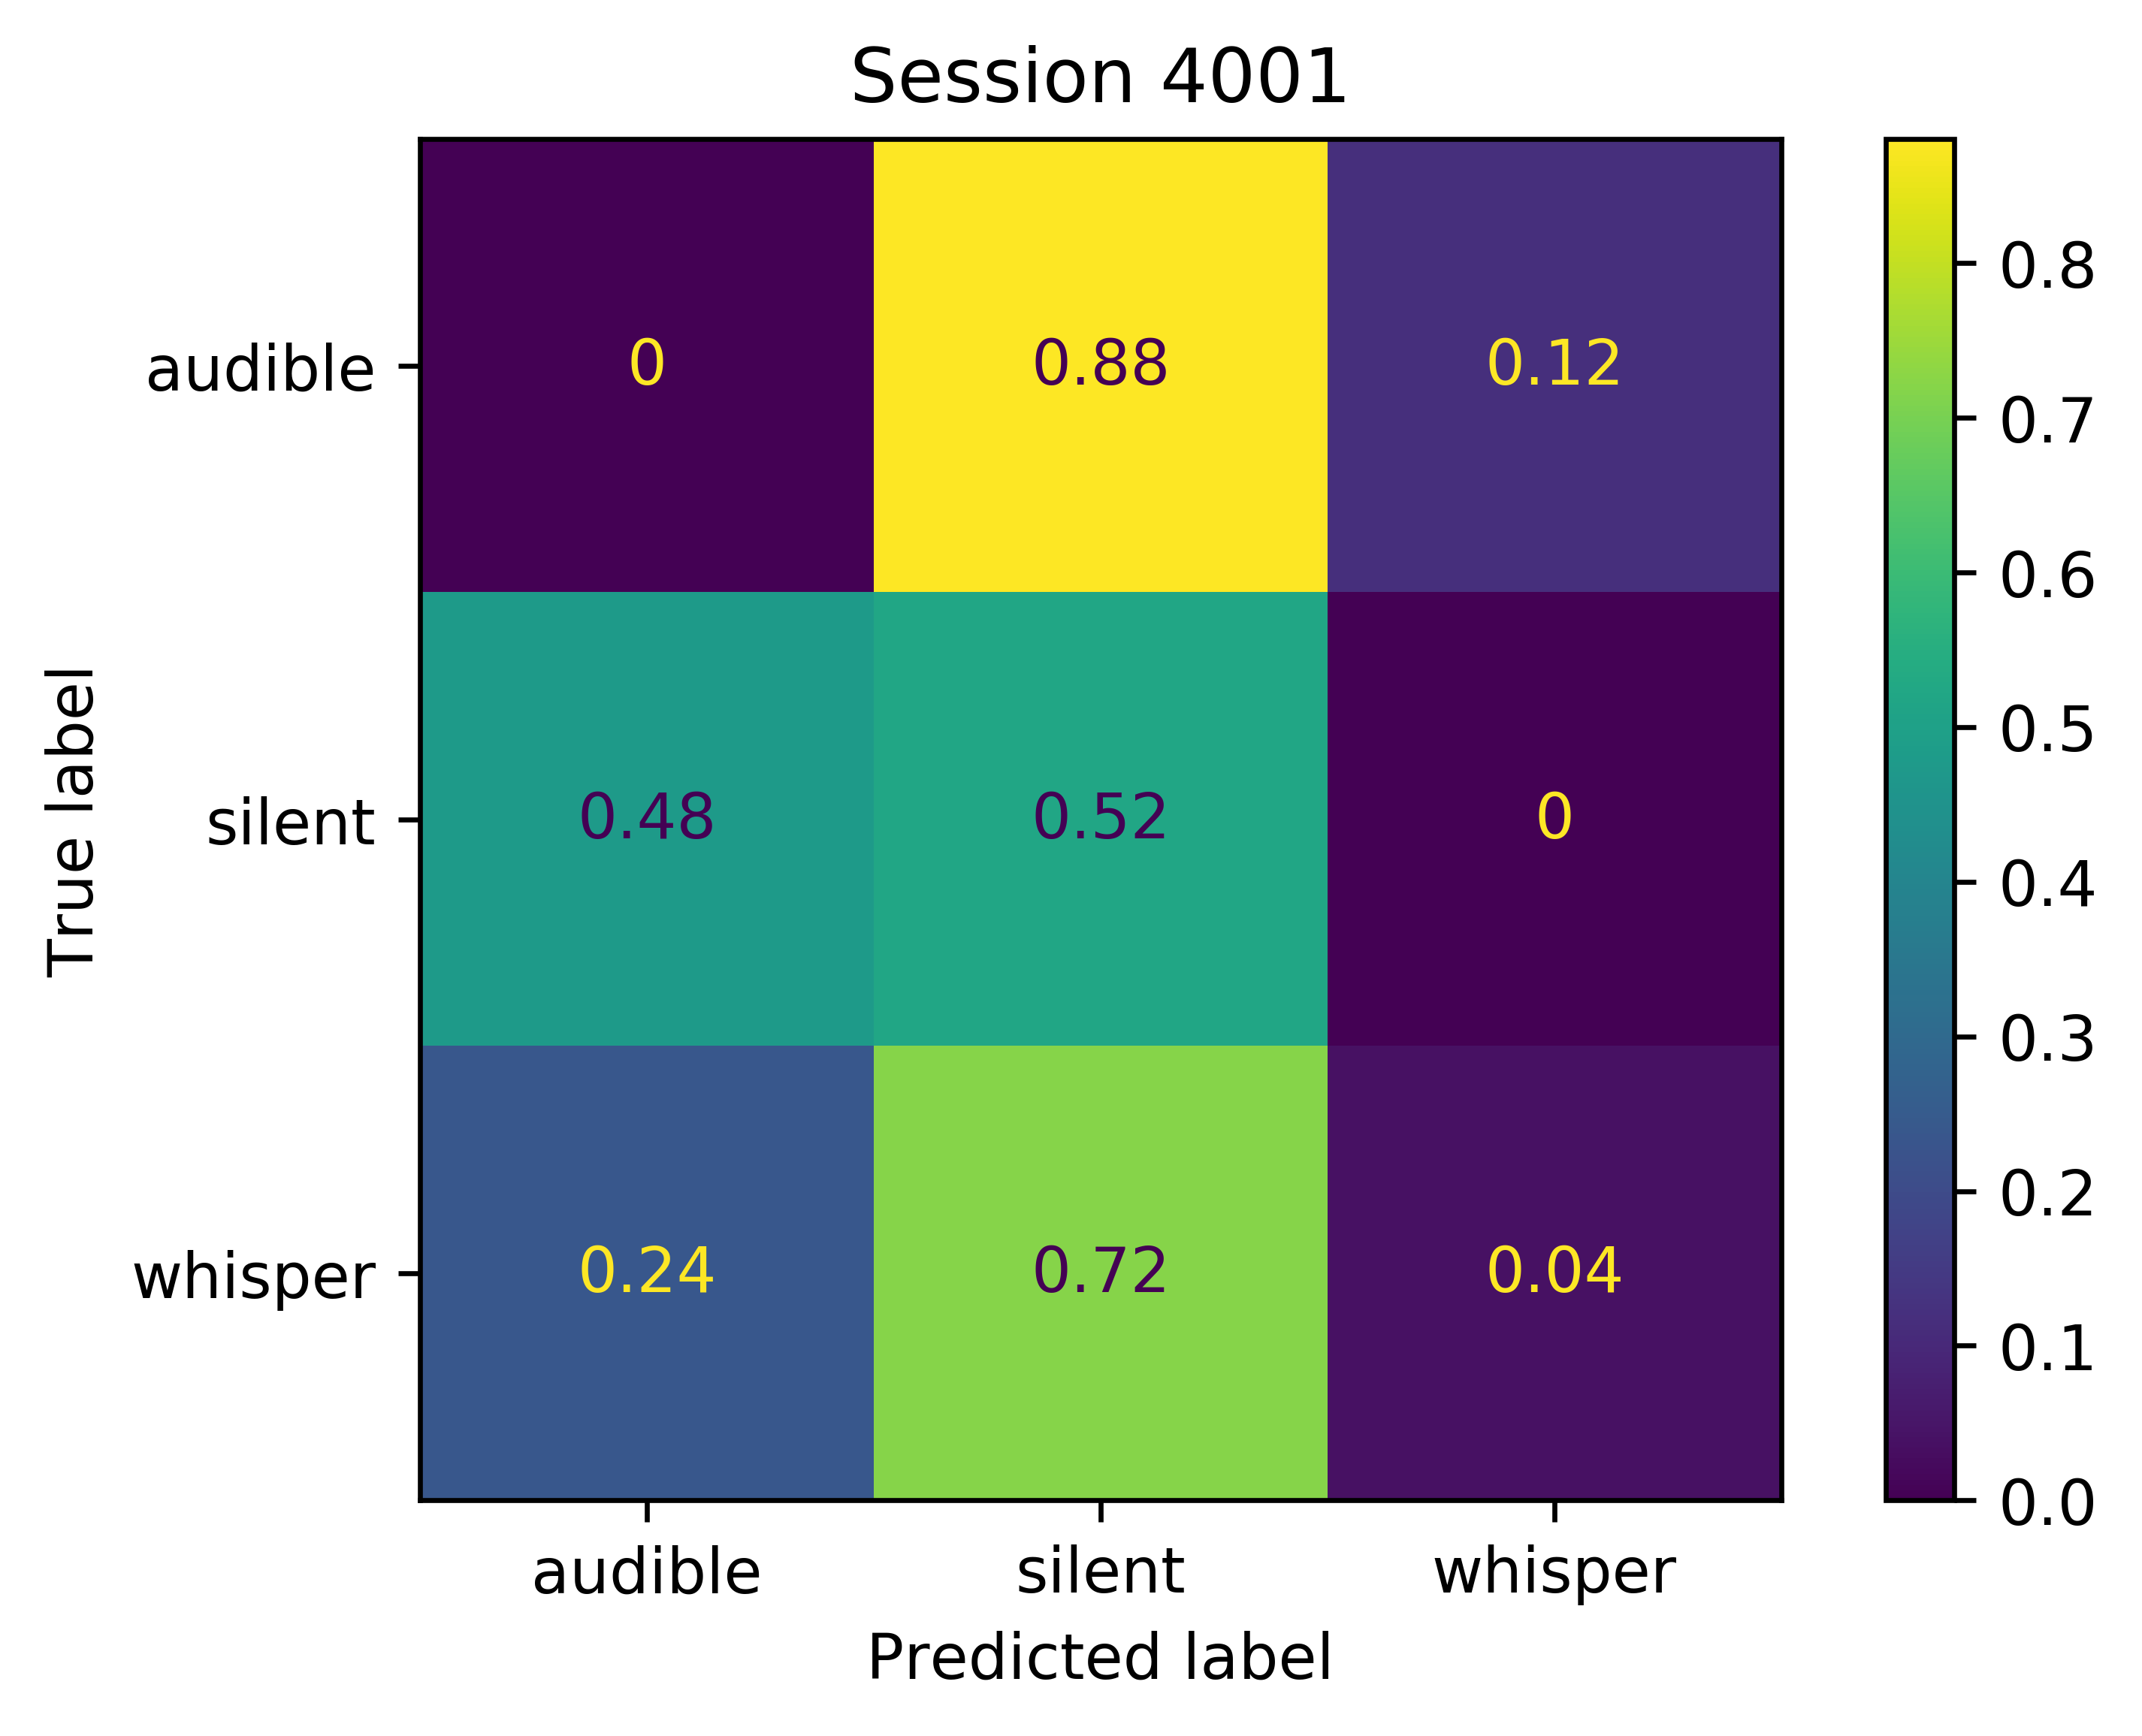 Session 4001
True label
audible
0
0.88
0.12
silent
0.48
0.52
0
whisper
0.24
0.72
0.04
audible
silent
whisper
Predicted label
0.8
0.7
0.6
0.5
0.4
0.3
0.2
0.1
0.0